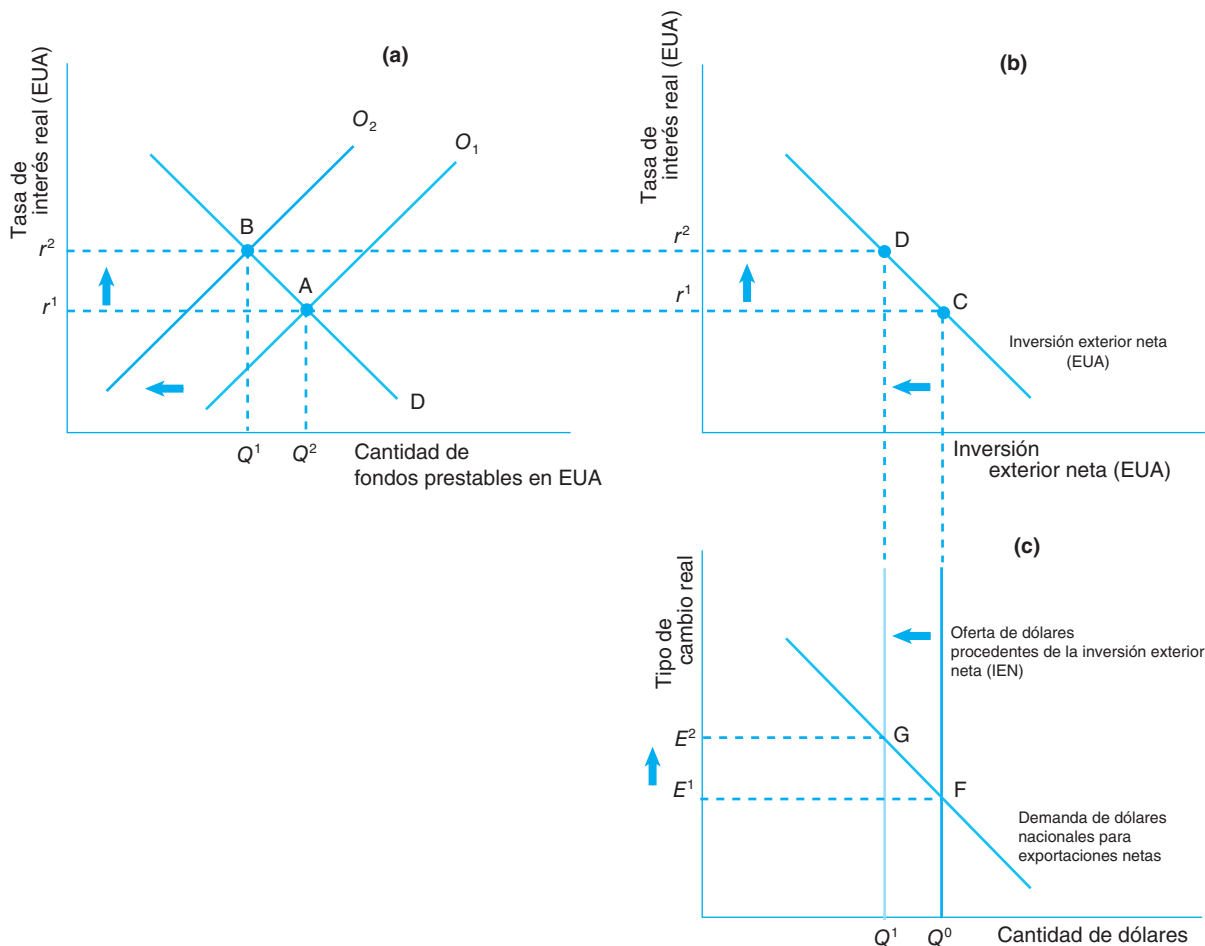 (a)
Tasa de
interés real (EUA)
O2
O1
B
r²
A
r¹
D
Q¹
Q²
Cantidad de
fondos prestables en EUA
(b)
Tasa de
interés real (EUA)
r²
D
r¹
C
Inversión exterior neta
(EUA)
Inversión
exterior neta (EUA)
(c)
Tipo de
cambio real
Oferta de dólares
procedentes de la inversión exterior
neta (IEN)
E²
G
E¹
F
Demanda de dólares
nacionales para
exportaciones netas
Q¹
Q⁰
Cantidad de dólares